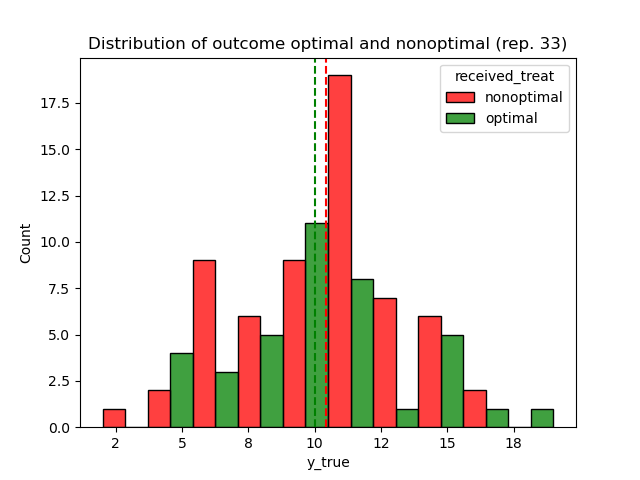 Distribution of outcome optimal and nonoptimal (rep. 33)
received_treat
nonoptimal
optimal
Count
17.5
15.0
12.5
10.0
7.5
5.0
2.5
0.0
2 5 8 10 12 15 18
y_true